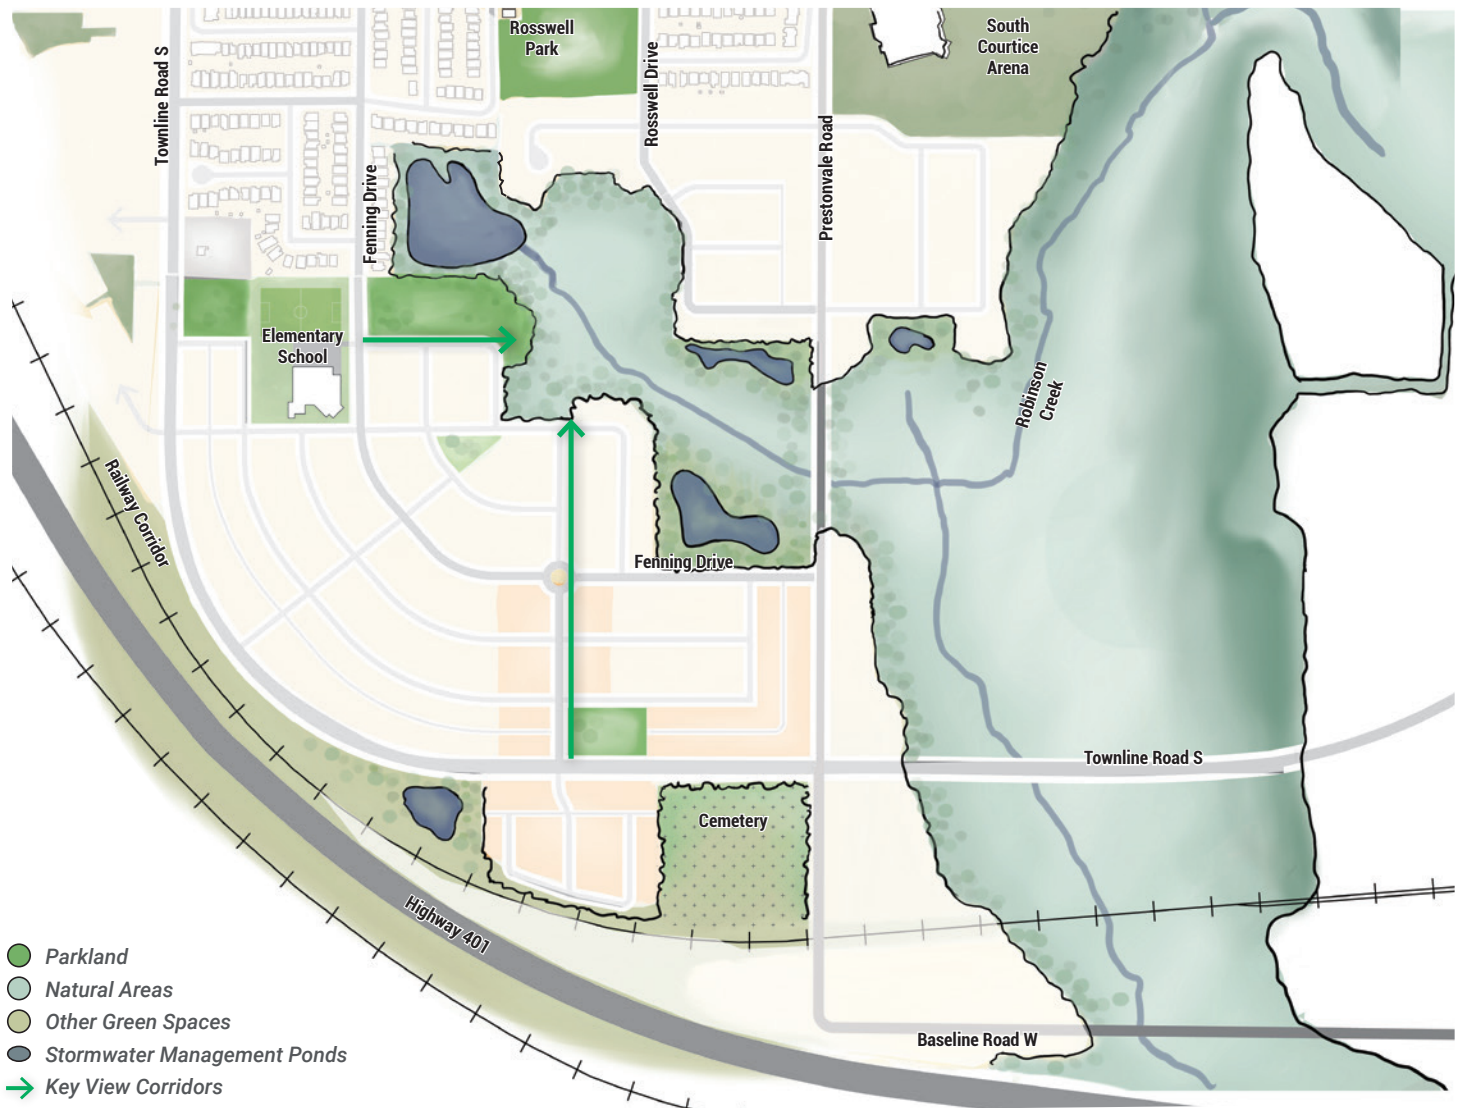 Rosswell
Park
South
Courtice
Arena
Townline Road S
Rosswell Drive
Prestonvale Road
Fenning Drive
Elementary
School
Robinson
Creek
Railway Corridor
Fenning Drive
Townline Road S
Cemetery
Highway 401
Baseline Road W
Parkland
Natural Areas
Other Green Spaces
Stormwater Management Ponds
Key View Corridors